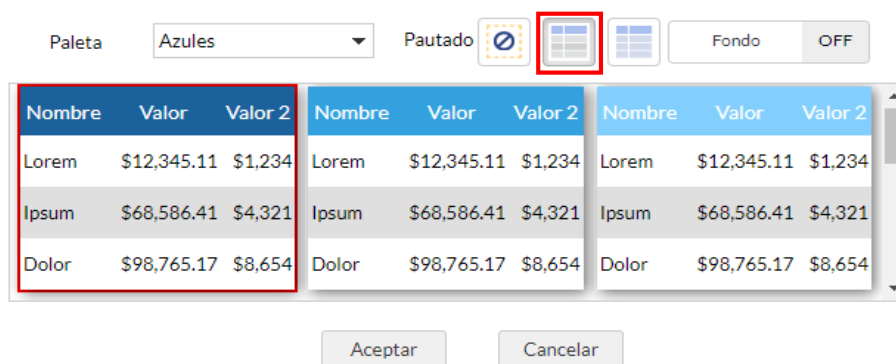 Paleta Azules Pautado Fondo OFF
Nombre Valor Valor 2 Nombre Valor Valor 2 Nombre Valor Valor 2
Lorem $12,345.11 $1,234 Lorem $12,345.11 $1,234 Lorem $12,345.11 $1,234
Ipsum $68,586.41 $4,321 Ipsum $68,586.41 $4,321 Ipsum $68,586.41 $4,321
Dolor $98,765.17 $8,654 Dolor $98,765.17 $8,654 Dolor $98,765.17 $8,654
Aceptar Cancelar